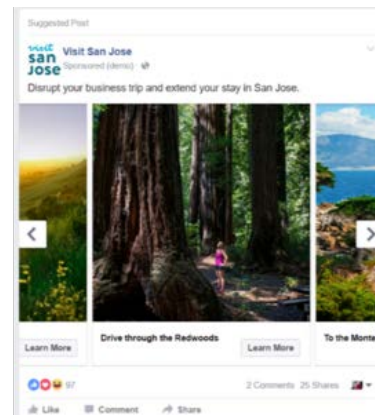 Suggested Post
visit
san
Jose
Visit San Jose
Sponsored (demo) ·
Disrupt your business trip and extend your stay in San Jose.
Learn More
Drive through the Redwoods
Learn More
To the Monte
97
2 Comments 25 Shares
Like Comment Share